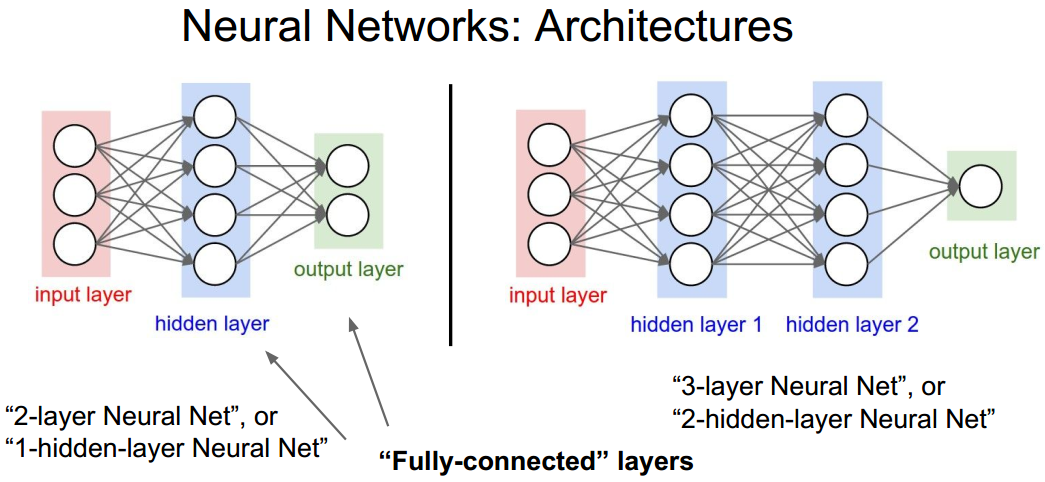 Neural Networks: Architectures
input layer
hidden layer
output layer
“2-layer Neural Net”, or
“1-hidden-layer Neural Net”
“Fully-connected” layers
input layer
hidden layer 1
hidden layer 2
output layer
“3-layer Neural Net”, or
“2-hidden-layer Neural Net”